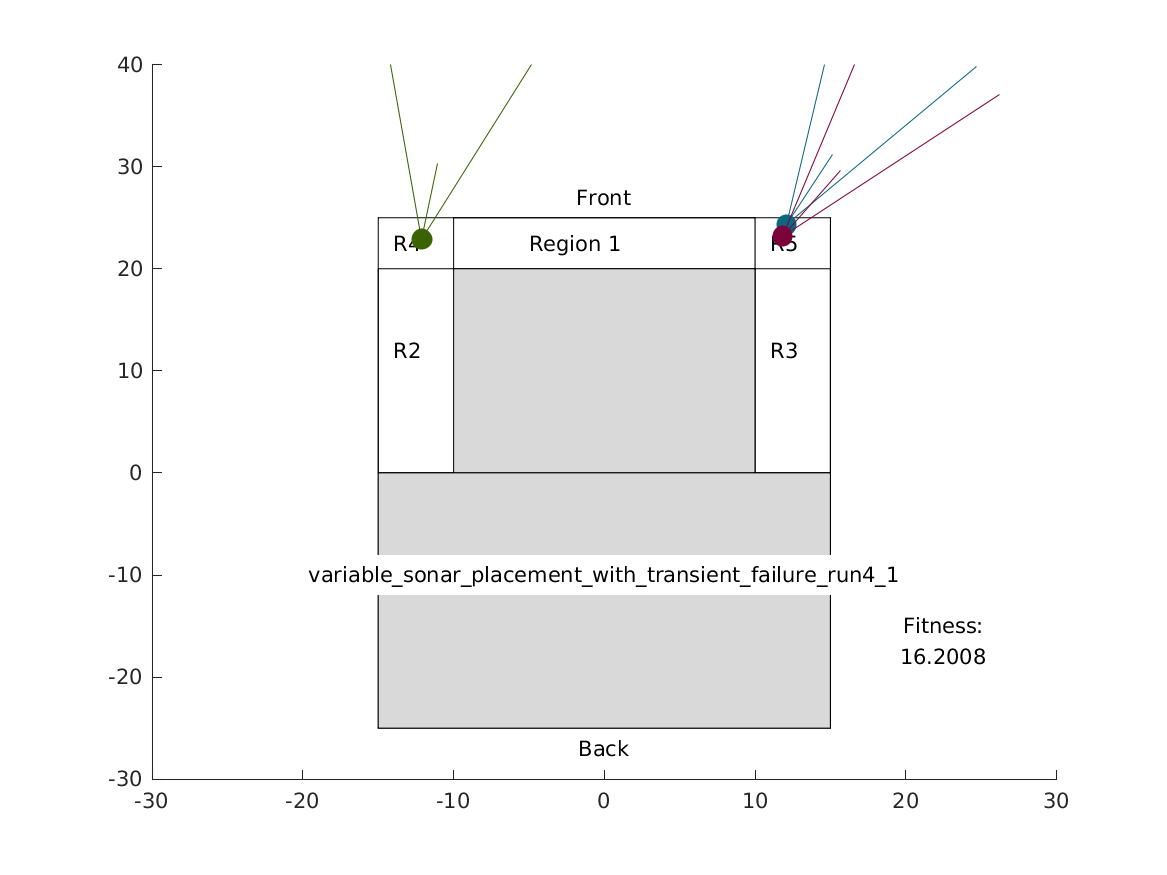 40
30
20
10
0
-10
-20
-30
-30
-20
-10
0
10
20
30
Front
R4
Region 1
R5
R2
R3
variable_sonar_placement_with_transient_failure_run4_1
Fitness:
16.2008
Back